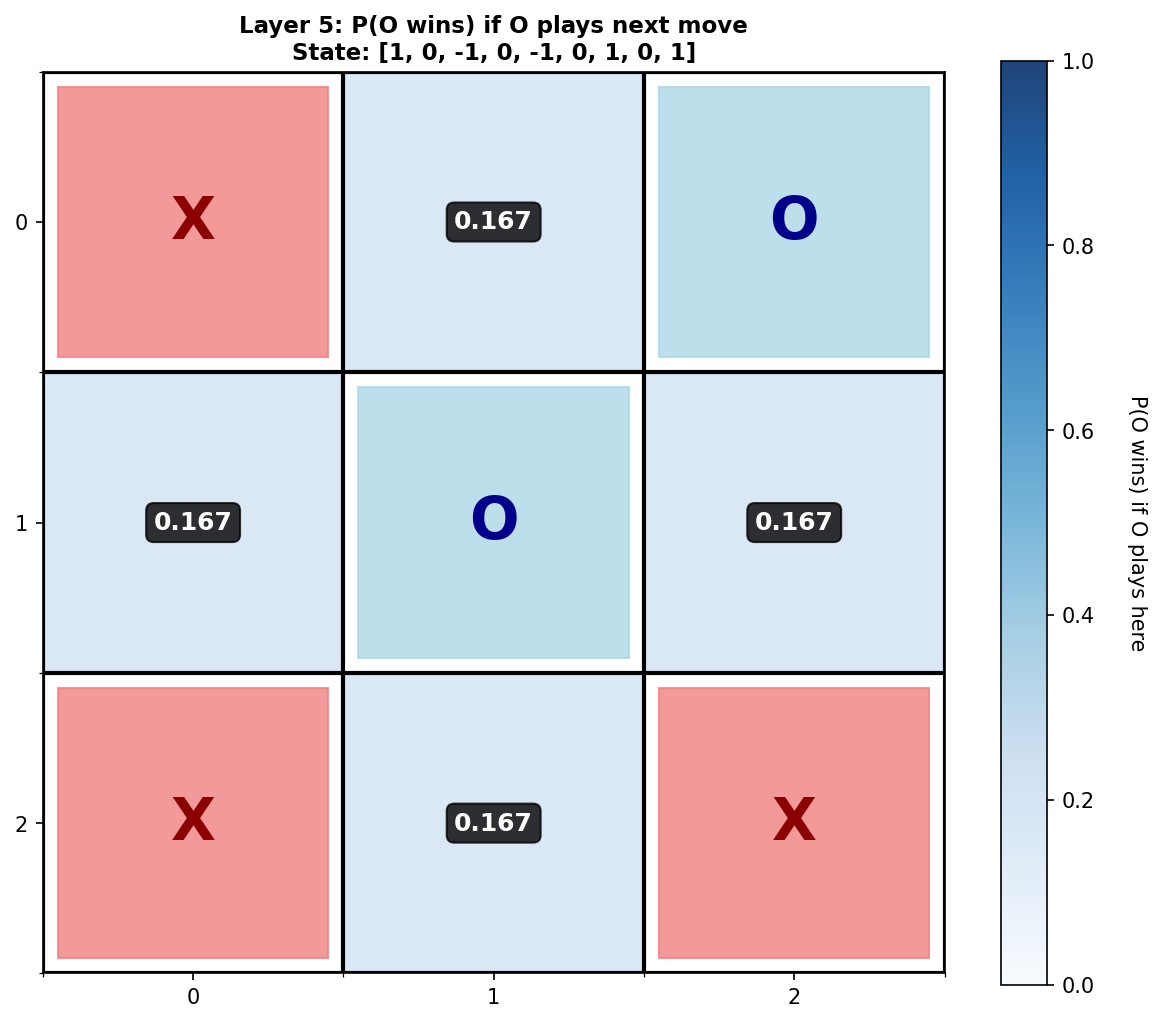 Layer 5: P(O wins) if O plays next move
State: [1, 0, -1, 0, -1, 0, 1, 0, 1]
X
0.167
O
0
0.167
O
0.167
1
X
0.167
X
2
0
1
2
1.0
0.8
0.6
0.4
0.2
0.0
P(O wins) if O plays here